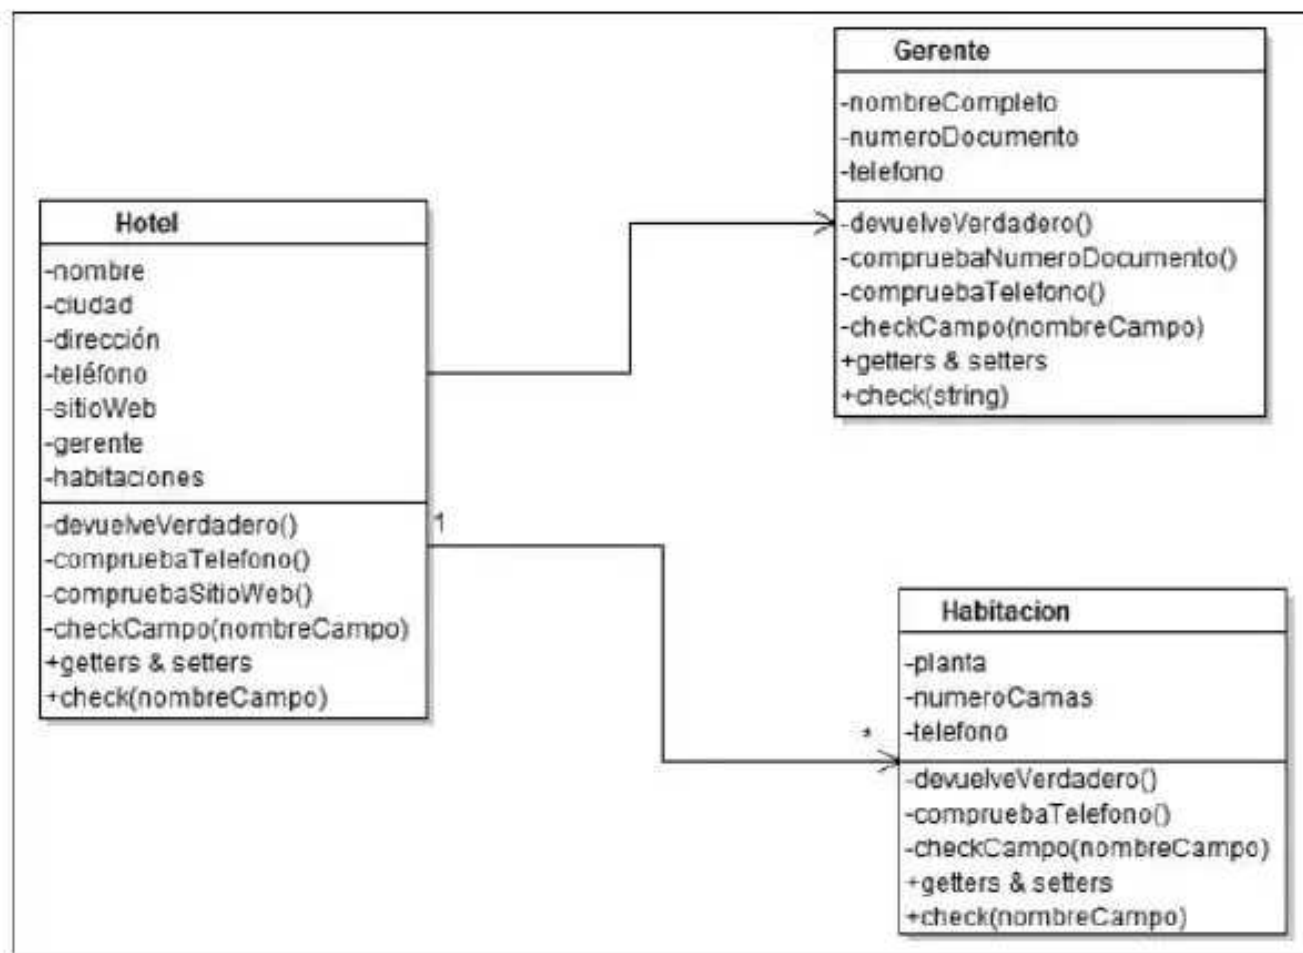 Gerente
-nombreCompleto
-numeroDocumento
-telefono
-devuelveVerdadero()
-compruebaNumeroDocumento()
-compruebaTelefono()
-checkCampo(nombreCampo)
+getters & setters
+check(string)
Hotel
-nombre
-ciudad
-dirección
-teléfono
-sitioWeb
-gerente
-habitaciones
-devuelveVerdadero()
-compruebaTelefono()
-compruebaSitioWeb()
-checkCampo(nombreCampo)
+getters & setters
+check(nombreCampo)
1
*
Habitacion
-planta
-numeroCamas
-telefono
-devuelveVerdadero()
-compruebaTelefono()
-checkCampo(nombreCampo)
+getters & setters
+check(nombreCampo)